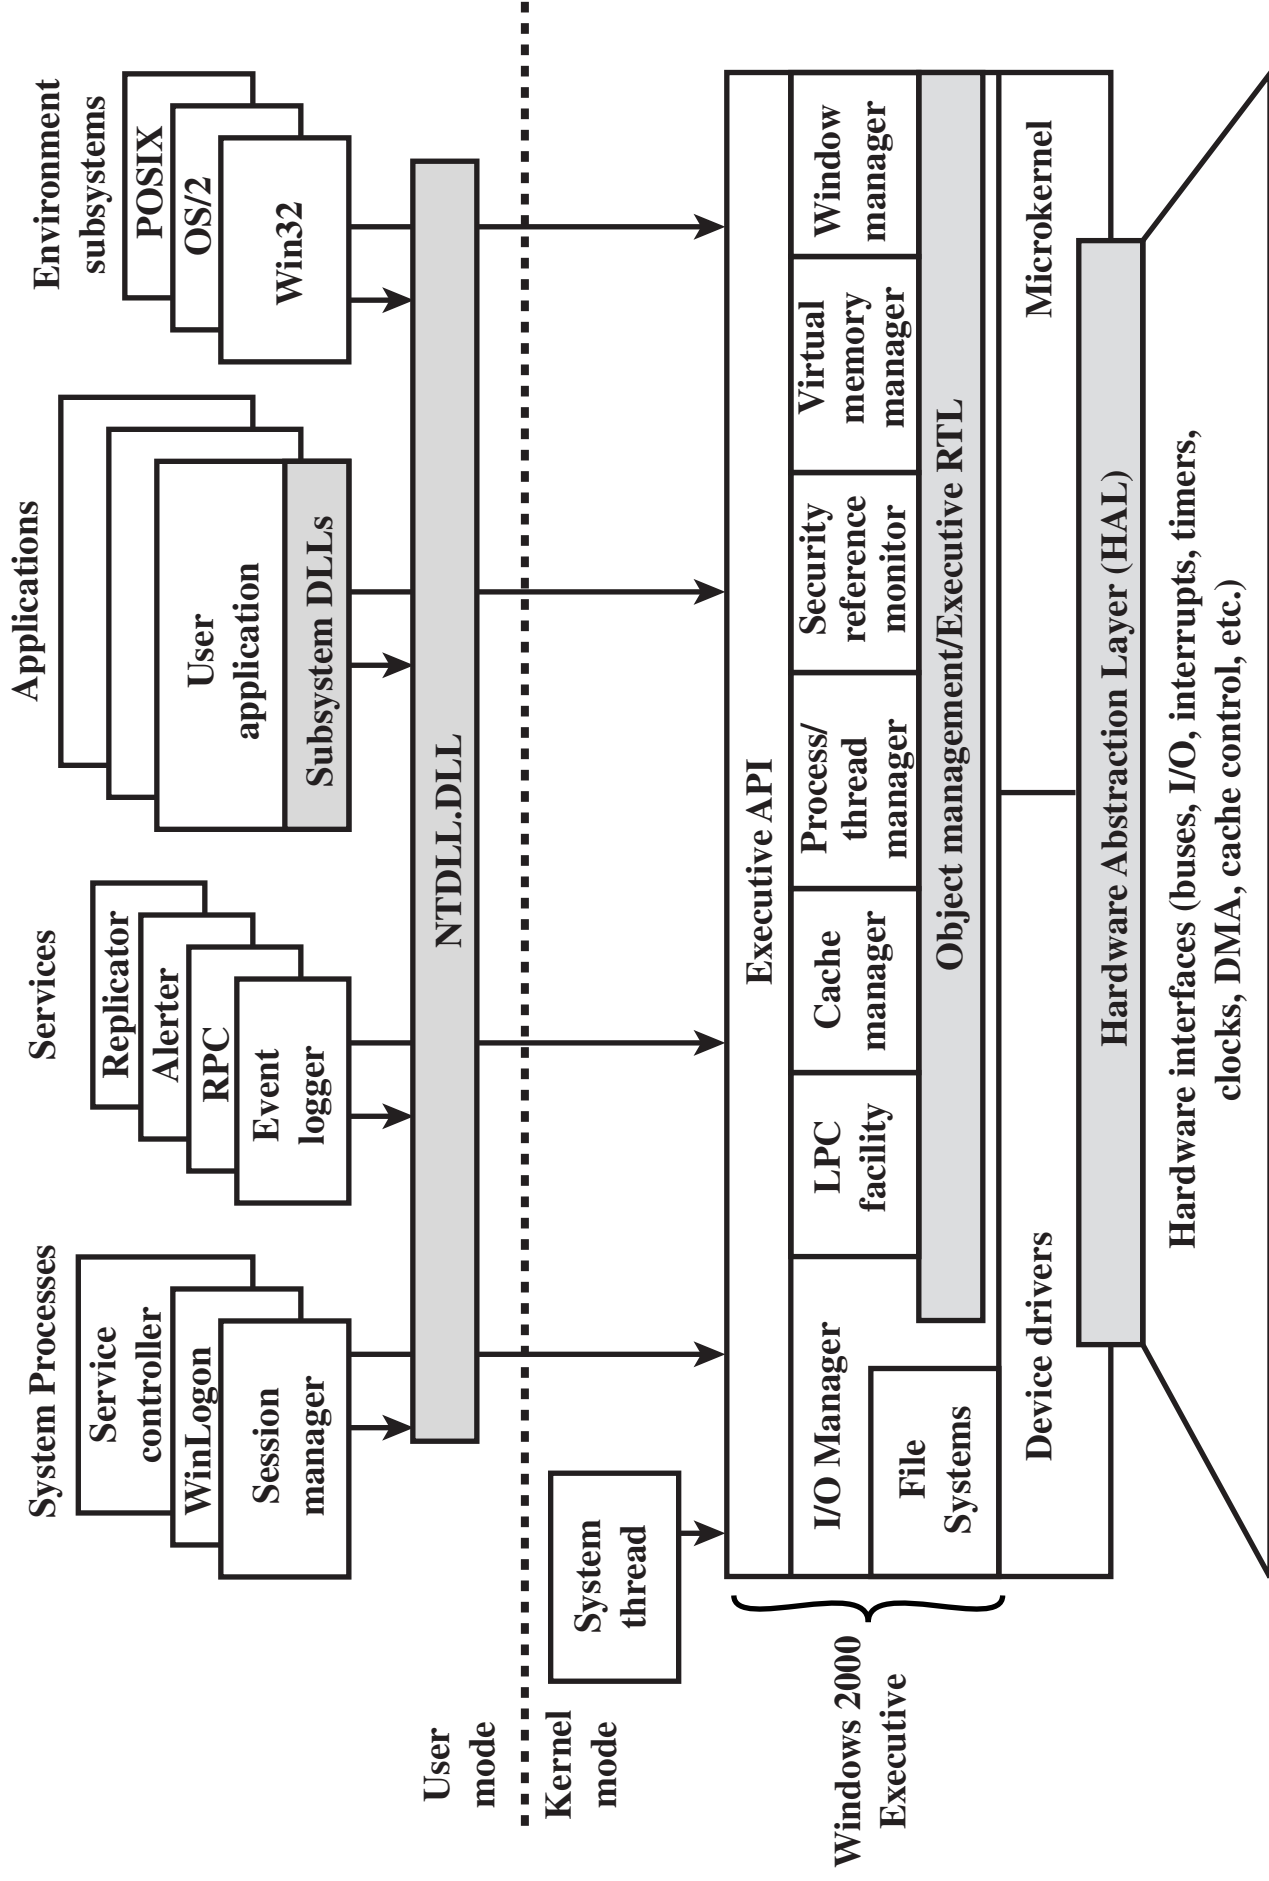 System Processes
Service
controller
WinLogon
Session
manager
Services
Replicator
Alerter
RPC
Event
logger
Applications
User
application
Subsystem DLLs
Environment
subsystems
POSIX
OS/2
Win32
NTDLL.DLL
User
mode
Kernel
mode
System
thread
Windows 2000
Executive
Executive API
I/O Manager
File
Systems
LPC
facility
Cache
manager
Process/
thread
manager
Security
reference
monitor
Virtual
memory
manager
Window
manager
Object management/Executive RTL
Device drivers
Microkernel
Hardware Abstraction Layer (HAL)
Hardware interfaces (buses, I/O, interrupts, timers,
clocks, DMA, cache control, etc.)